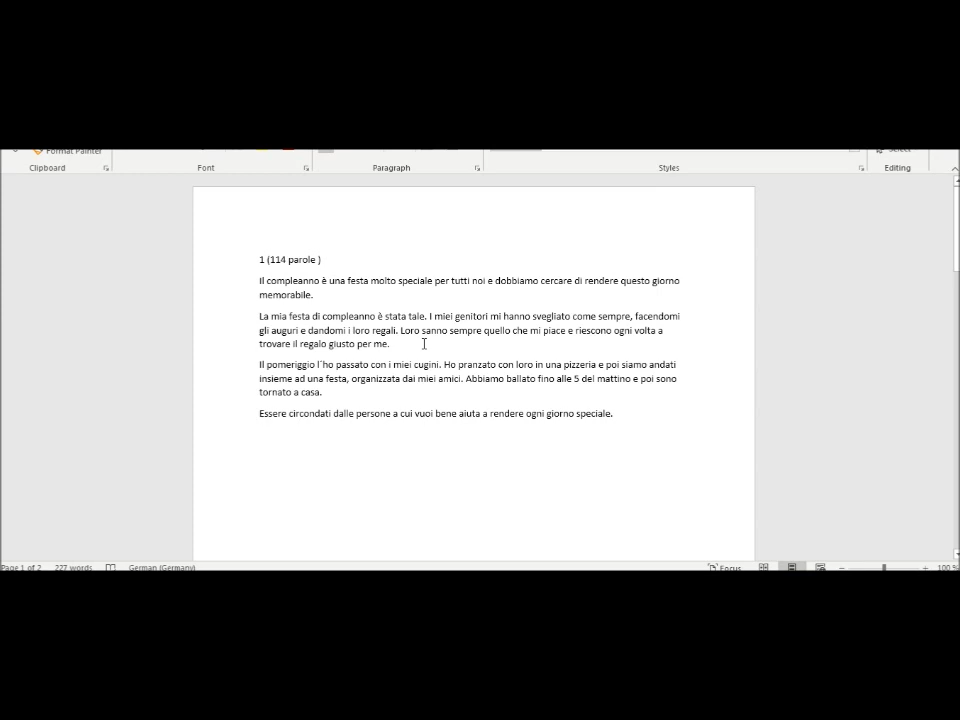 Format Painter
Select
Clipboard
Font
Paragraph
Styles
Editing
1 (114 parole )
Il compleanno è una festa molto speciale per tutti noi e dobbiamo cercare di rendere questo giorno
memorabile.
La mia festa di compleanno è stata tale. I miei genitori mi hanno svegliato come sempre, facendomi
gli auguri e dandomi i loro regali. Loro sanno sempre quello che mi piace e riescono ogni volta a
trovare il regalo giusto per me.
Il pomeriggio l´ho passato con i miei cugini. Ho pranzato con loro in una pizzeria e poi siamo andati
insieme ad una festa, organizzata dai miei amici. Abbiamo ballato fino alle 5 del mattino e poi sono
tornato a casa.
Essere circondati dalle persone a cui vuoi bene aiuta a rendere ogni giorno speciale.
Page 1 of 2 227 words German (Germany) Focus 100 %